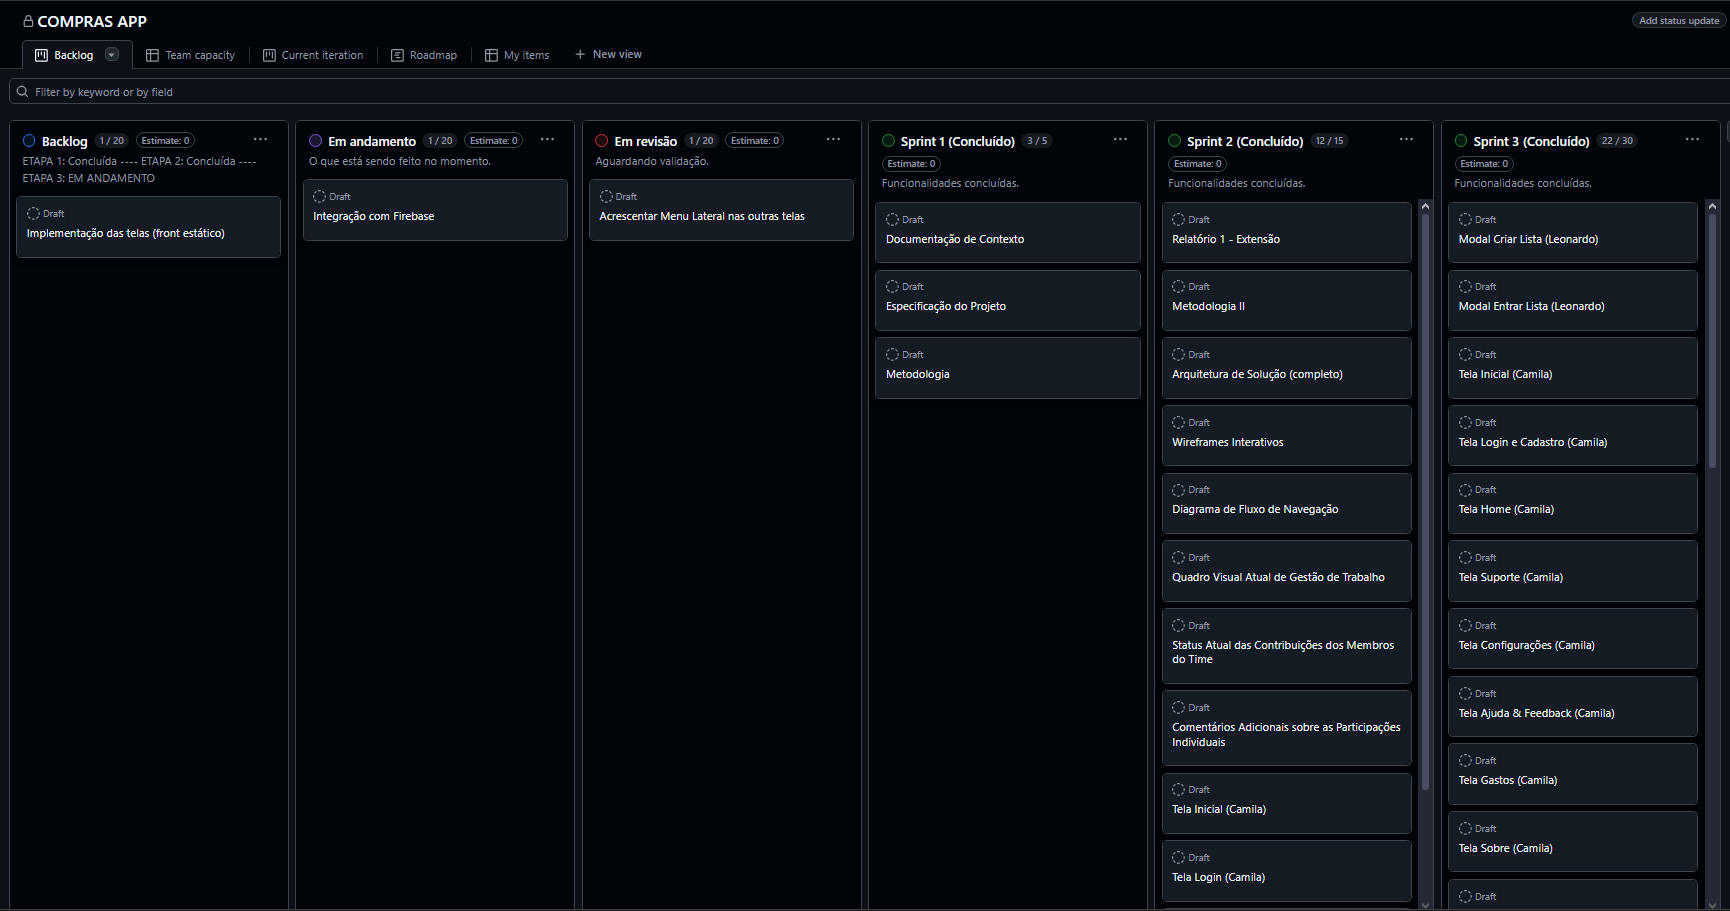 COMPRAS APP
Add status update
Backlog
Team capacity
Current iteration
Roadmap
My items
New view
Filter by keyword or by field
Backlog 1 / 20 Estimate: 0
ETAPA 1: Concluída ---- ETAPA 2: Concluída ----
ETAPA 3: EM ANDAMENTO
Draft
Implementação das telas (front estático)
Em andamento 1 / 20 Estimate: 0
O que está sendo feito no momento.
Draft
Integração com Firebase
Em revisão 1 / 20 Estimate: 0
Aguardando validação.
Draft
Acrescentar Menu Lateral nas outras telas
Sprint 1 (Concluído) 3 / 5
Estimate: 0
Funcionalidades concluídas.
Draft
Documentação de Contexto
Draft
Especificação do Projeto
Draft
Metodologia
Sprint 2 (Concluído) 12 / 15
Estimate: 0
Funcionalidades concluídas.
Draft
Relatório 1 - Extensão
Draft
Metodologia II
Draft
Arquitetura de Solução (completo)
Draft
Wireframes Interativos
Draft
Diagrama de Fluxo de Navegação
Draft
Quadro Visual Atual de Gestão de Trabalho
Draft
Status Atual das Contribuições dos Membros
do Time
Draft
Comentários Adicionais sobre as Participações
Individuais
Draft
Tela Inicial (Camila)
Draft
Tela Login (Camila)
Sprint 3 (Concluído) 22 / 30
Estimate: 0
Funcionalidades concluídas.
Draft
Modal Criar Lista (Leonardo)
Draft
Modal Entrar Lista (Leonardo)
Draft
Tela Inicial (Camila)
Draft
Tela Login e Cadastro (Camila)
Draft
Tela Home (Camila)
Draft
Tela Suporte (Camila)
Draft
Tela Configurações (Camila)
Draft
Tela Ajuda & Feedback (Camila)
Draft
Tela Gastos (Camila)
Draft
Tela Sobre (Camila)
Draft